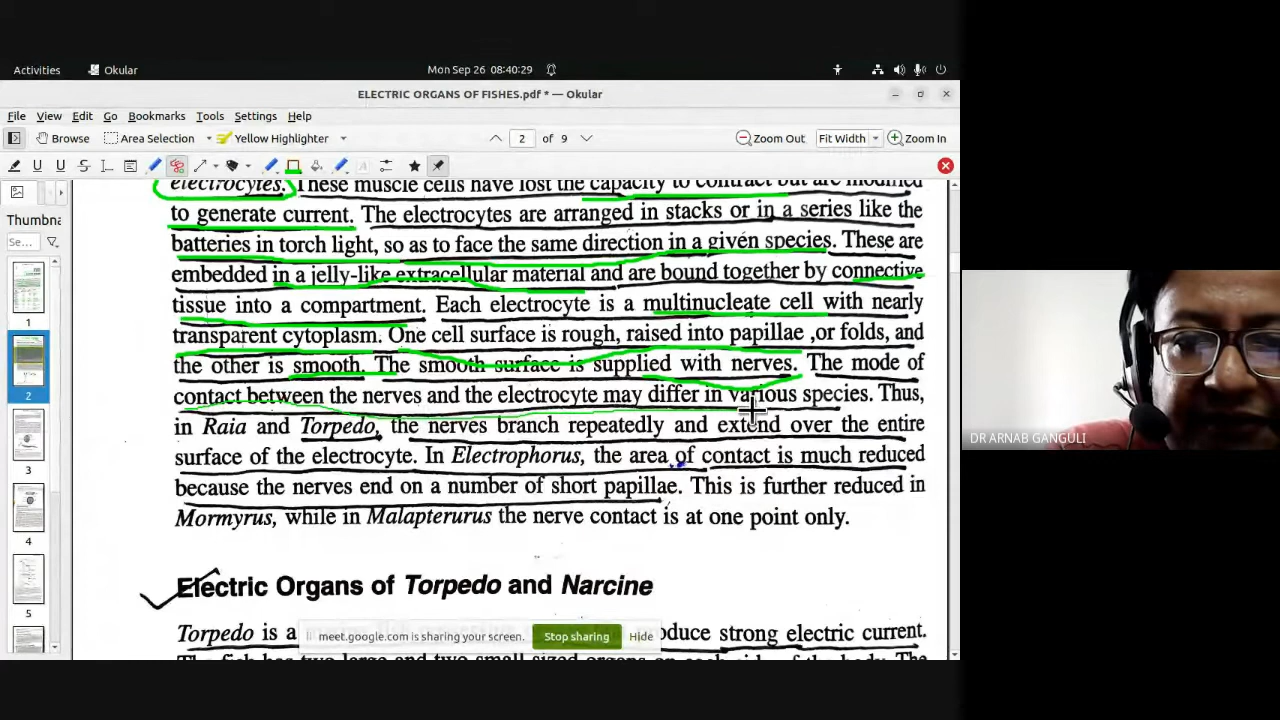 Activities Okular Mon Sep 26 08:40:29
ELECTRIC ORGANS OF FISHES.pdf * — Okular
File View Edit Go Bookmarks Tools Settings Help
Browse Area Selection Yellow Highlighter 2 of 9 Zoom Out Fit Width Zoom In
Thumbna
Se...
1
2
3
4
5
electrocytes. These muscle cells have lost the capacity to contract but are modified
to generate current. The electrocytes are arranged in stacks or in a series like the
batteries in torch light, so as to face the same direction in a given species. These are
embedded in a jelly-like extracellular material and are bound together by connective
tissue into a compartment. Each electrocyte is a multinucleate cell with nearly
transparent cytoplasm. One cell surface is rough, raised into papillae ,or folds, and
the other is smooth. The smooth surface is supplied with nerves. The mode of
contact between the nerves and the electrocyte may differ in various species. Thus,
in Raia and Torpedo, the nerves branch repeatedly and extend over the entire
surface of the electrocyte. In Electrophorus, the area of contact is much reduced
because the nerves end on a number of short papillae. This is further reduced in
Mormyrus, while in Malapterurus the nerve contact is at one point only.
Electric Organs of Torpedo and Narcine
Torpedo is a oduce strong electric current.
meet.google.com is sharing your screen. Stop sharing Hide
DR ARNAB GANGULI